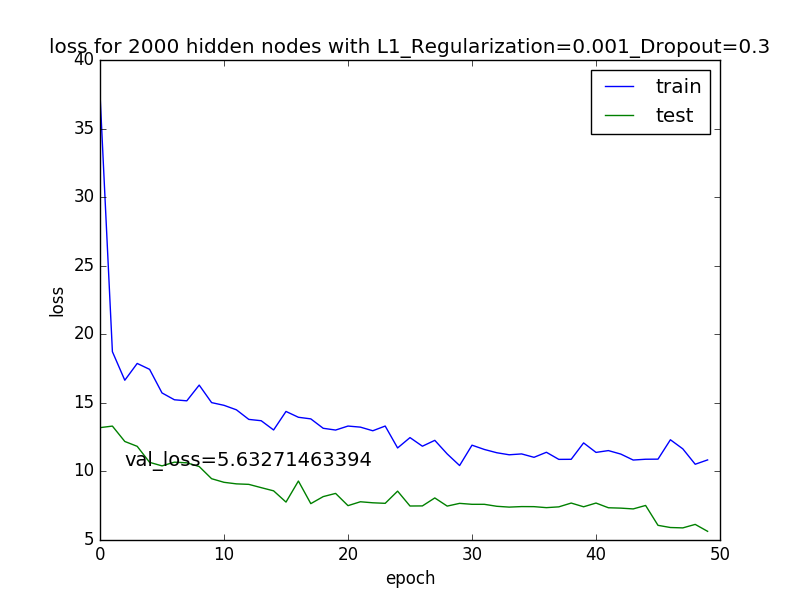 loss for 2000 hidden nodes with L1_Regularization=0.001_Dropout=0.3
40
35
30
25
20
15
10
5
loss
train
test
val_loss=5.63271463394
0 10 20 30 40 50
epoch